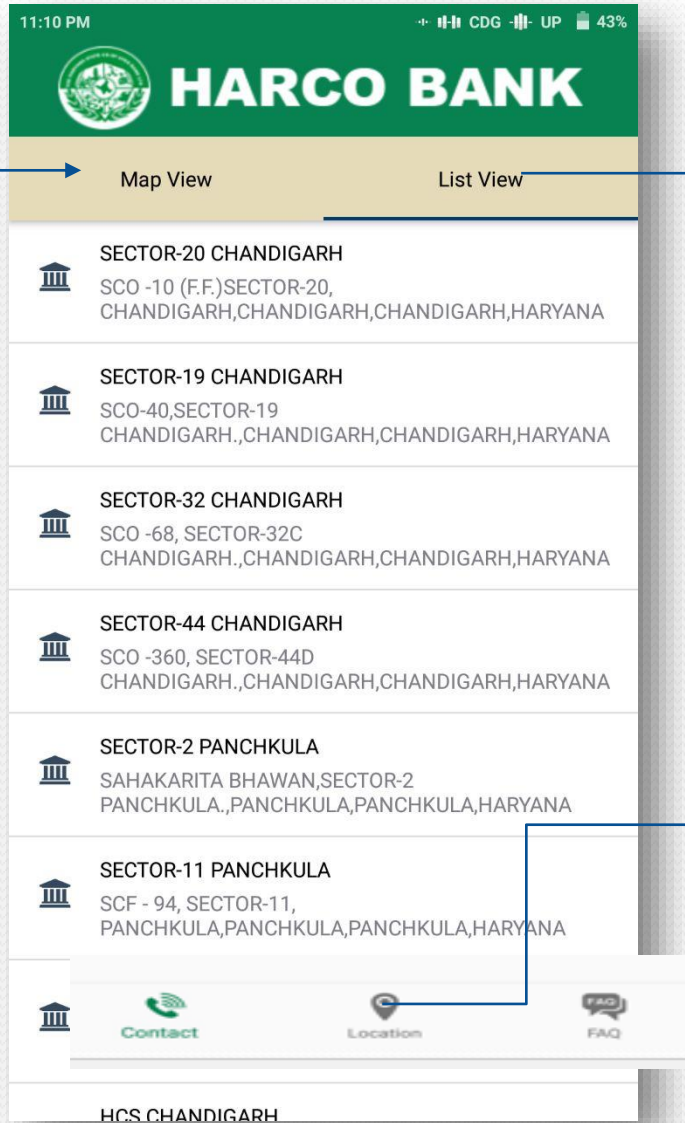 11:10 PM CDG UP 43%
HARCO BANK
Map View List View
SECTOR-20 CHANDIGARH
SCO -10 (F.F.)SECTOR-20,
CHANDIGARH,CHANDIGARH,CHANDIGARH,HARYANA
SECTOR-19 CHANDIGARH
SCO-40,SECTOR-19
CHANDIGARH.,CHANDIGARH,CHANDIGARH,HARYANA
SECTOR-32 CHANDIGARH
SCO -68, SECTOR-32C
CHANDIGARH.,CHANDIGARH,CHANDIGARH,HARYANA
SECTOR-44 CHANDIGARH
SCO -360, SECTOR-44D
CHANDIGARH.,CHANDIGARH,CHANDIGARH,HARYANA
SECTOR-2 PANCHKULA
SAHAKARITA BHAWAN,SECTOR-2
PANCHKULA.,PANCHKULA,PANCHKULA,HARYANA
SECTOR-11 PANCHKULA
SCF - 94, SECTOR-11,
PANCHKULA,PANCHKULA,PANCHKULA,HARYANA
FAQ
Contact Location FAQ
HCS CHANDIGARH